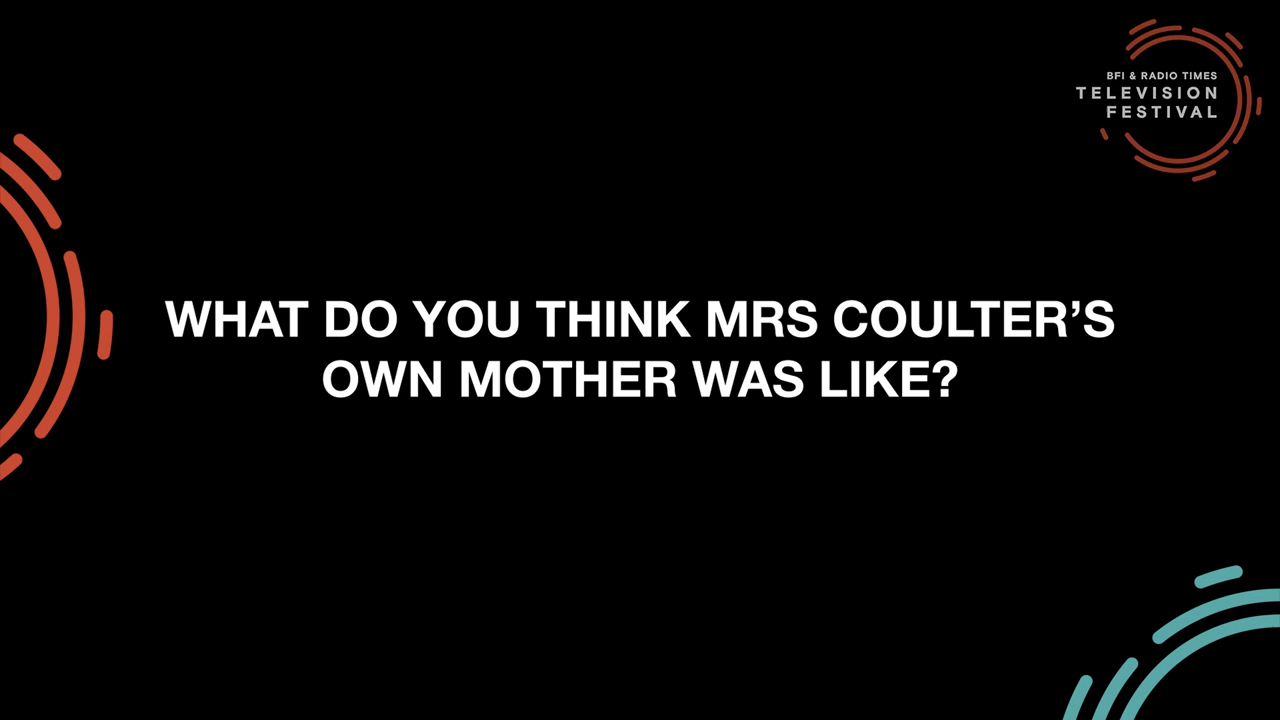 BFI & RADIO TIMES
TELEVISION
FESTIVAL
WHAT DO YOU THINK MRS COULTER’S
OWN MOTHER WAS LIKE?